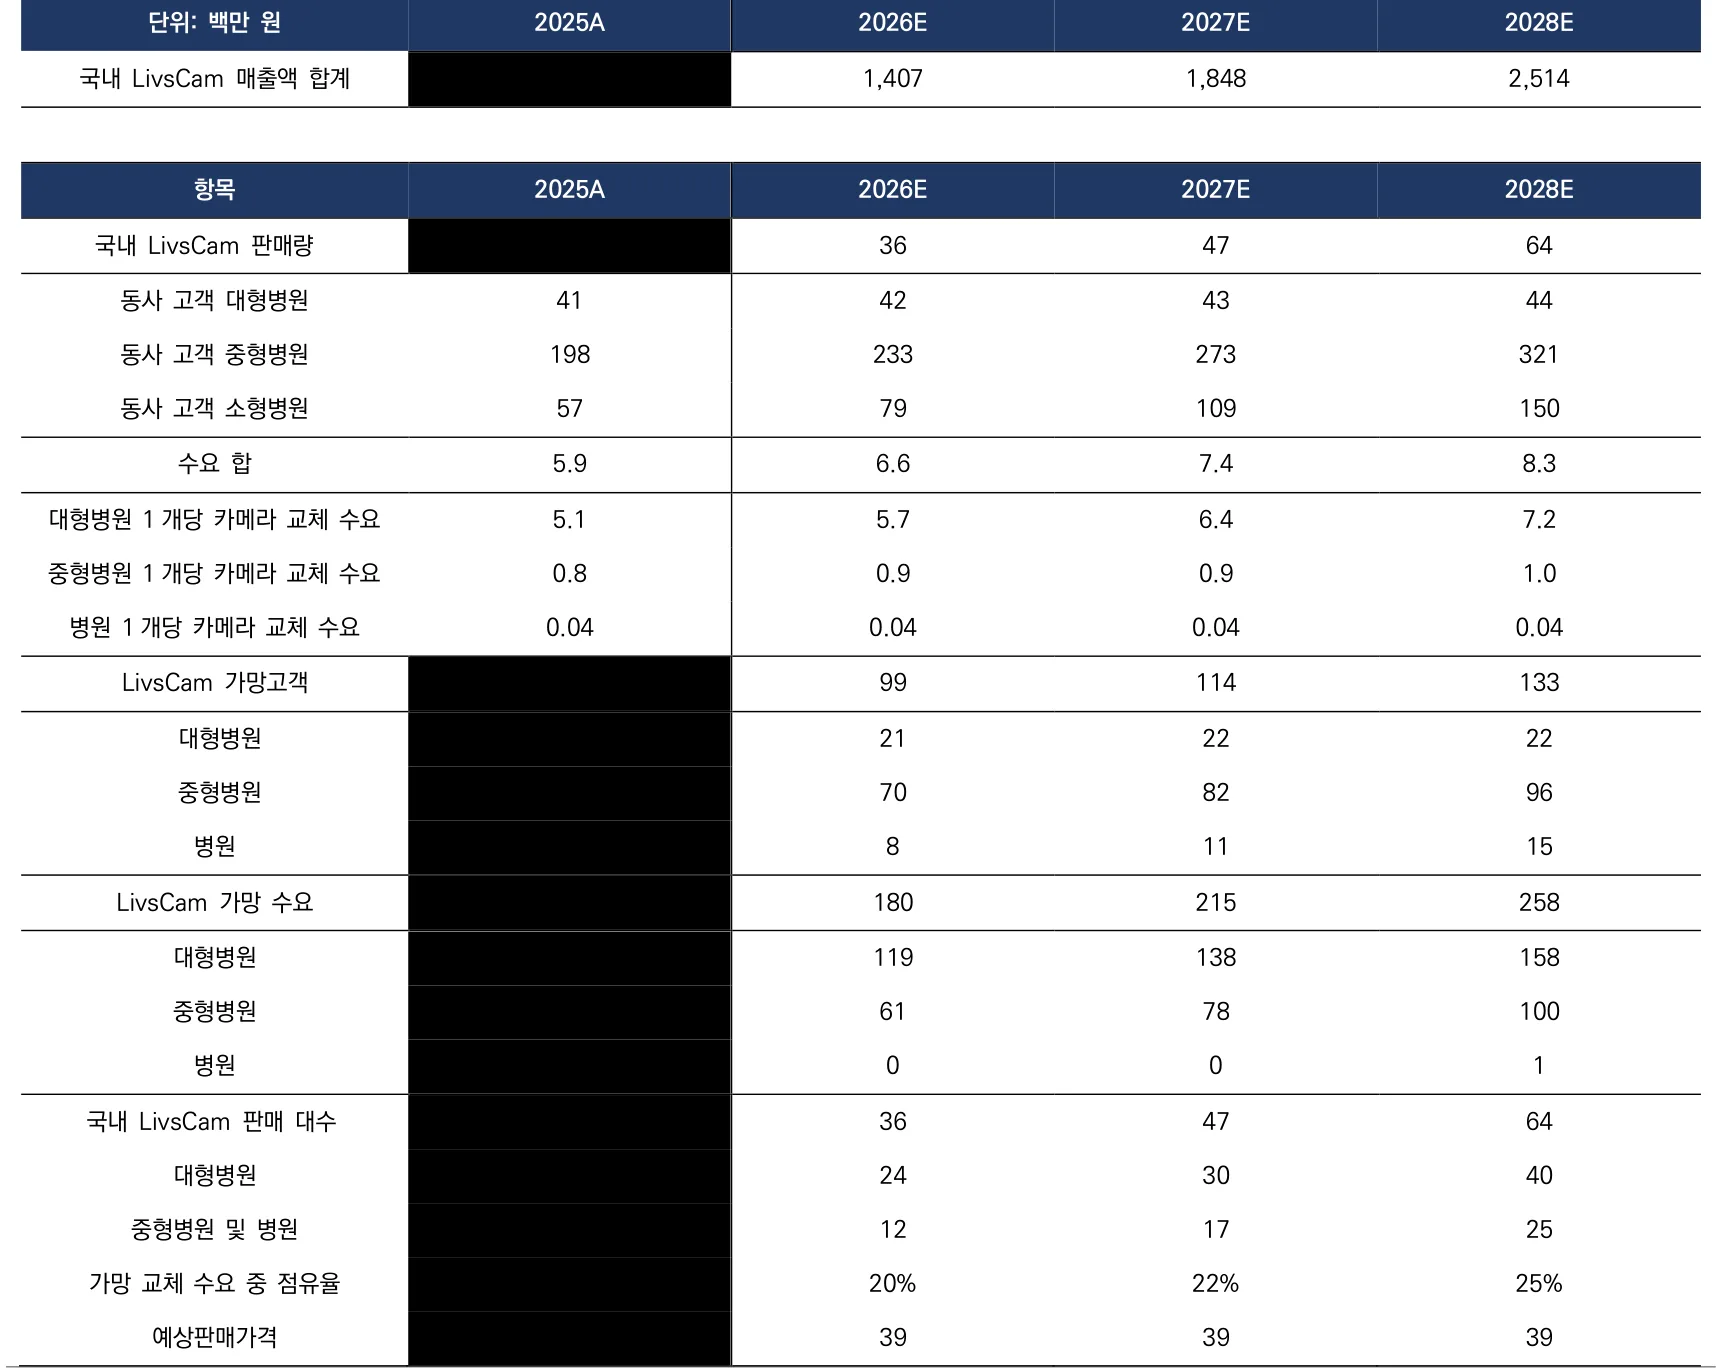 단위: 백만 원 2025A 2026E 2027E 2028E
국내 LivsCam 매출액 합계 1,407 1,848 2,514
항목 2025A 2026E 2027E 2028E
국내 LivsCam 판매량 36 47 64
동사 고객 대형병원 41 42 43 44
동사 고객 중형병원 198 233 273 321
동사 고객 소형병원 57 79 109 150
수요 합 5.9 6.6 7.4 8.3
대형병원 1개당 카메라 교체 수요 5.1 5.7 6.4 7.2
중형병원 1개당 카메라 교체 수요 0.8 0.9 0.9 1.0
병원 1개당 카메라 교체 수요 0.04 0.04 0.04 0.04
LivsCam 가망고객 99 114 133
대형병원 21 22 22
중형병원 70 82 96
병원 8 11 15
LivsCam 가망 수요 180 215 258
대형병원 119 138 158
중형병원 61 78 100
병원 0 0 1
국내 LivsCam 판매 대수 36 47 64
대형병원 24 30 40
중형병원 및 병원 12 17 25
가망 교체 수요 중 점유율 20% 22% 25%
예상판매가격 39 39 39